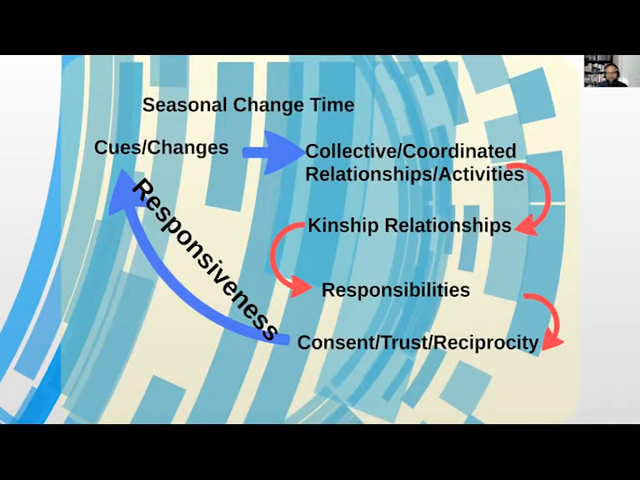 Seasonal Change Time
Cues/Changes
Collective/Coordinated
Relationships/Activities
Kinship Relationships
Responsibilities
Consent/Trust/Reciprocity
Responsiveness